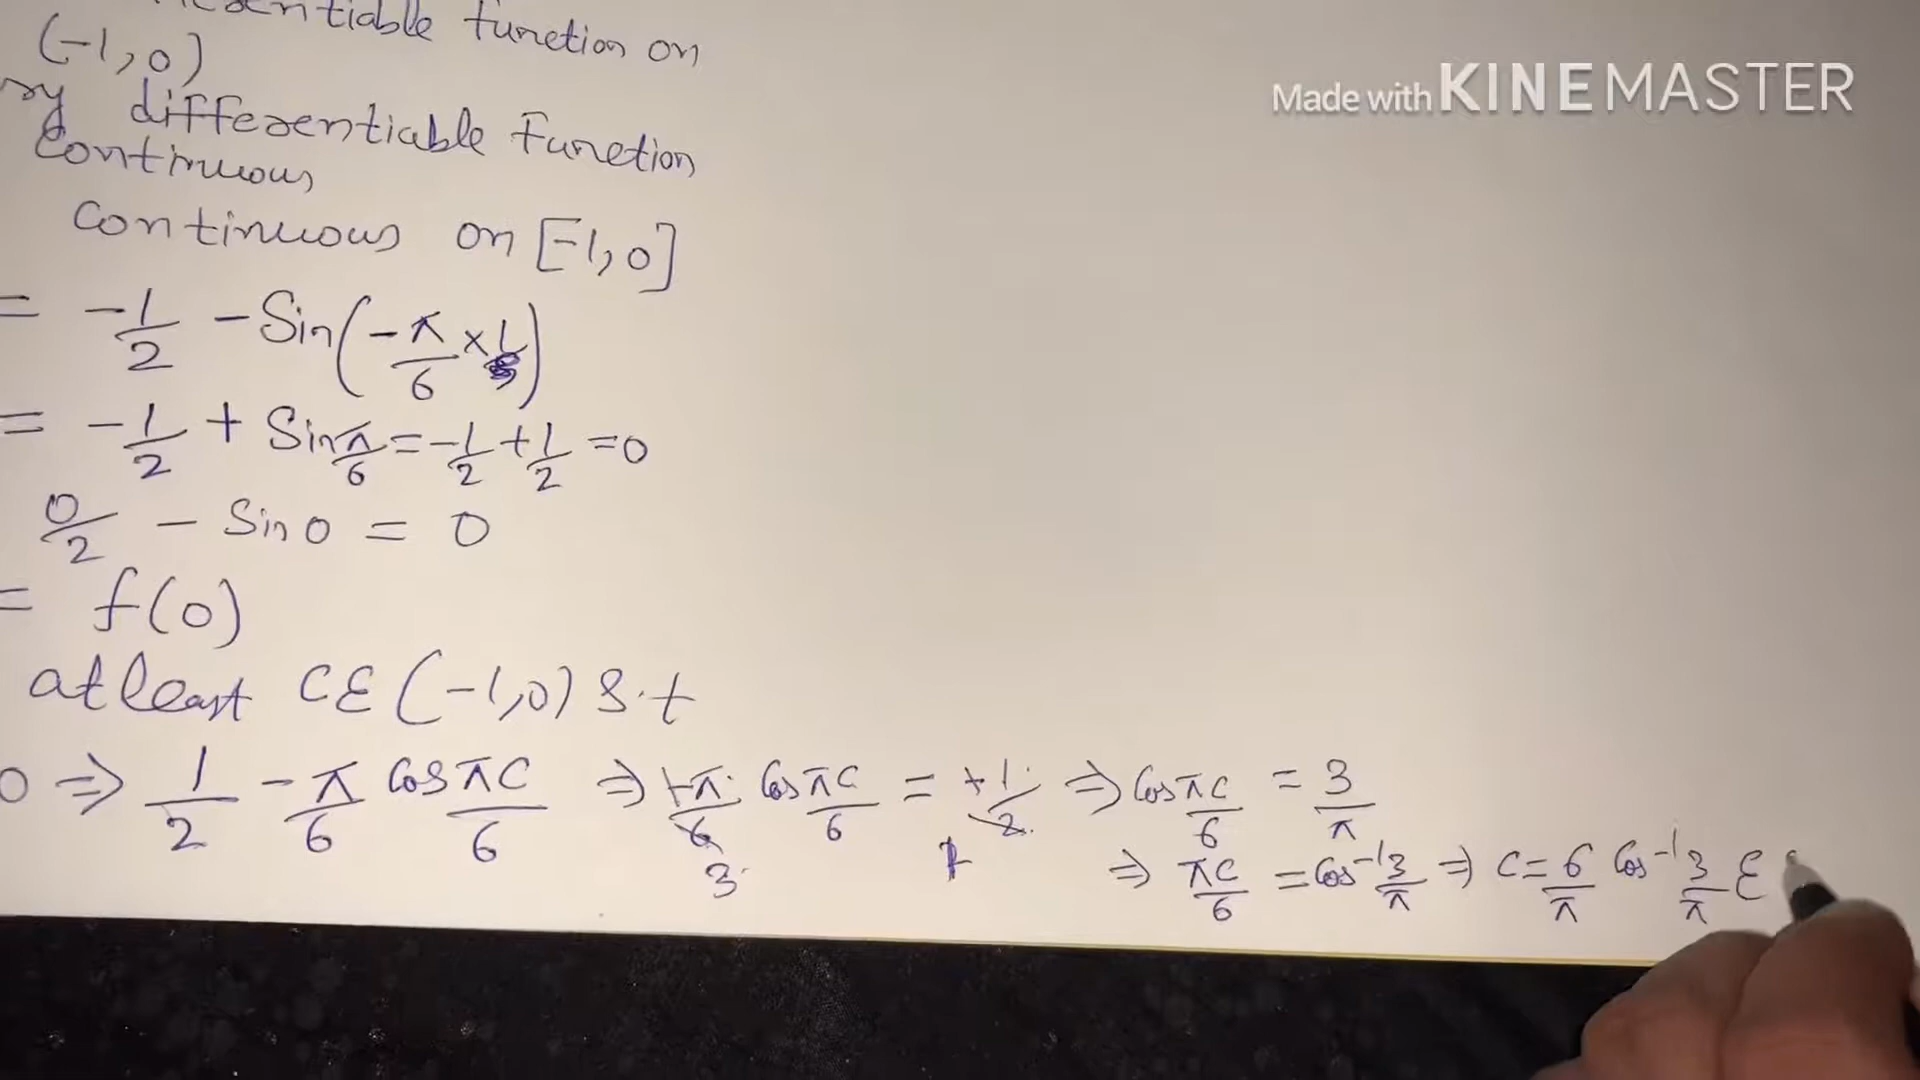 function on
(-1,0)
differentiable Function
continuous
continuous on [-1,0]
= -1/2 - Sin(-π/6 × 1)
= -1/2 + Sin π/6 = -1/2 + 1/2 = 0
0/2 - Sin 0 = 0
= f(0)
atleast CE (-1,0) S.t
0 ⇒ 1/2 - π/6 Cos πc/6 ⇒ +π/6 Cos πc/6 = +1/2 ⇒ Cos πc/6 = 3/π
3 1
⇒ πc/6 = Cos⁻¹ 3/π ⇒ C = 6/π Cos⁻¹ 3/π E
Made with KINEMASTER